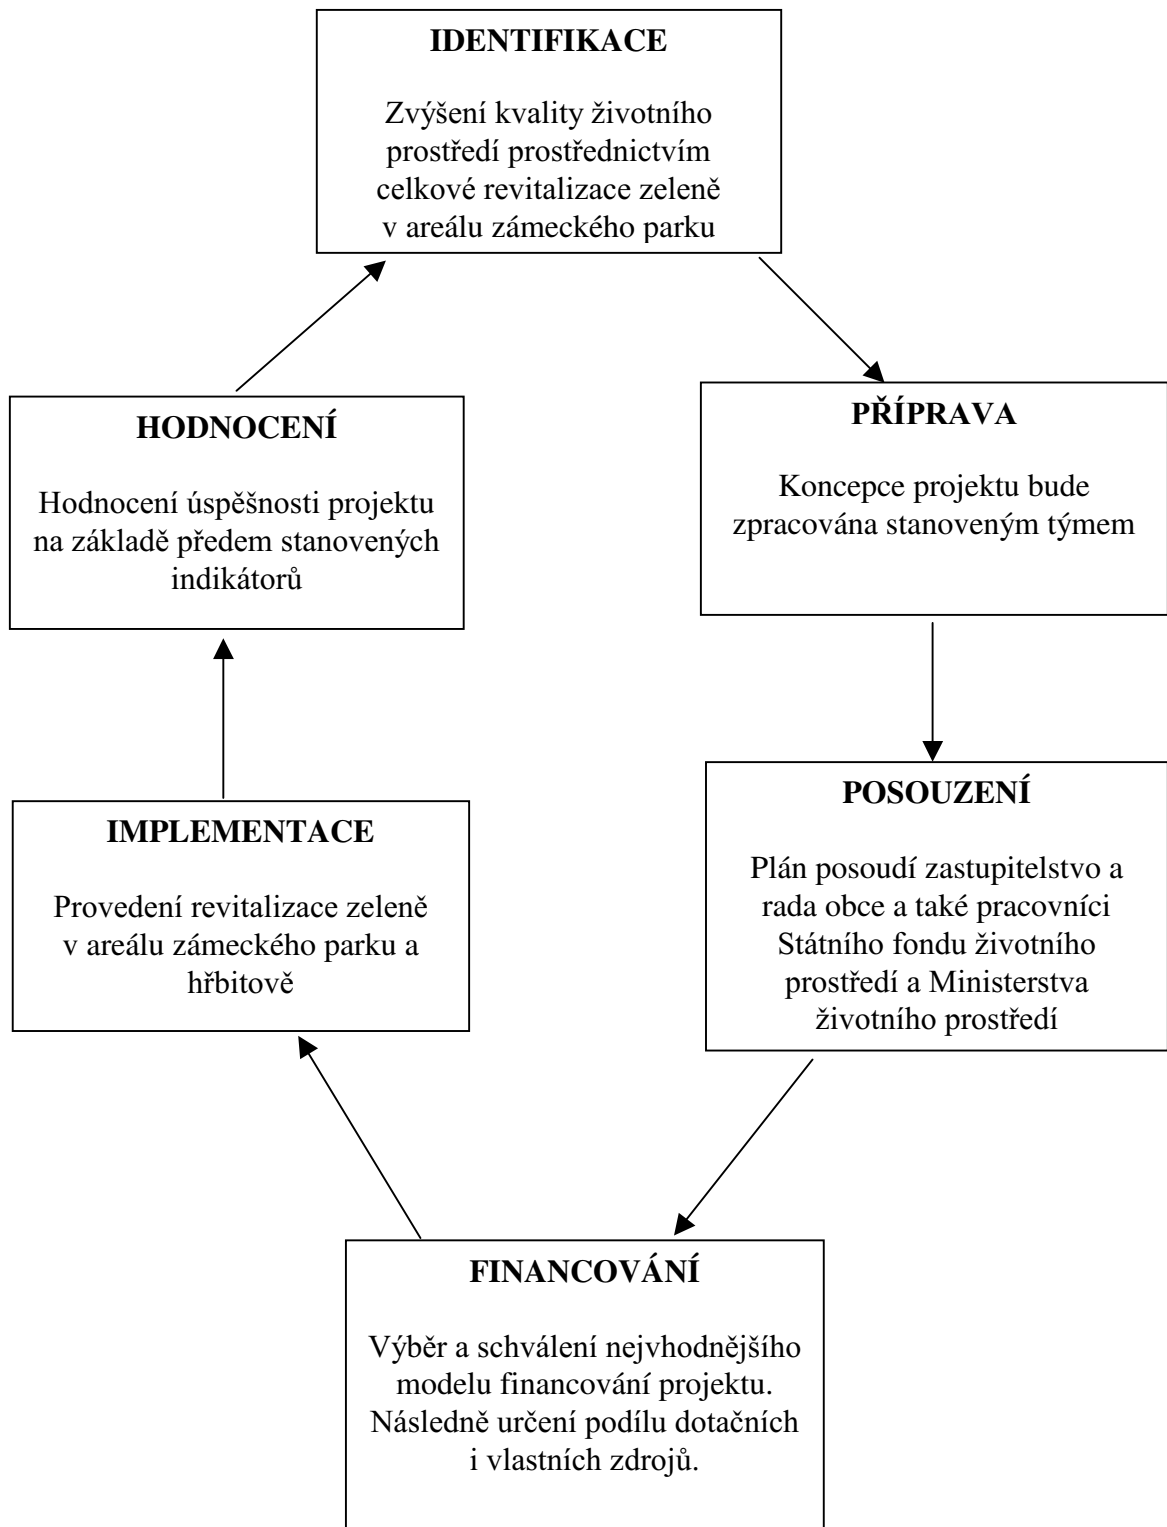 IDENTIFIKACE
Zvýšení kvality životního
prostředí prostřednictvím
celkové revitalizace zeleně
v areálu zámeckého parku
PŘÍPRAVA
Koncepce projektu bude
zpracována stanoveným týmem
POSOUZENÍ
Plán posoudí zastupitelstvo a
rada obce a také pracovníci
Státního fondu životního
prostředí a Ministerstva
životního prostředí
FINANCOVÁNÍ
Výběr a schválení nejvhodnějšího
modelu financování projektu.
Následně určení podílu dotačních
i vlastních zdrojů.
IMPLEMENTACE
Provedení revitalizace zeleně
v areálu zámeckého parku a
hřbitově
HODNOCENÍ
Hodnocení úspěšnosti projektu
na základě předem stanovených
indikátorů